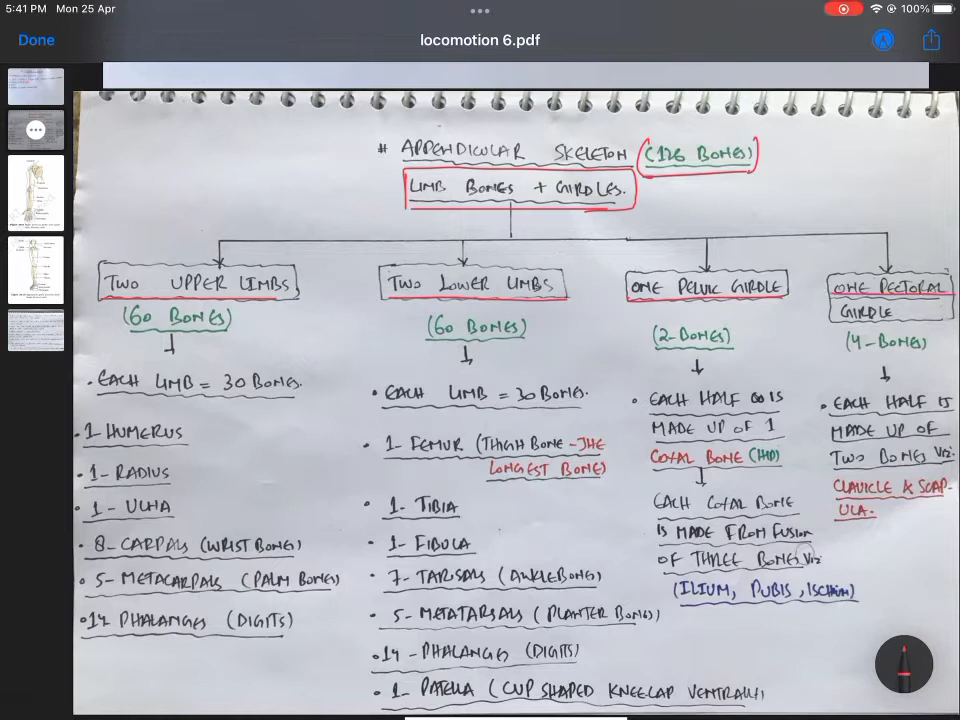 5:41 PM Mon 25 Apr
100%
Done
locomotion 6.pdf
# APPENDICULAR SKELETON (126 BONES)
LIMB BONES + GIRDLES.
TWO UPPER LIMBS
(60 BONES)
• EACH LIMB = 30 BONES.
1- HUMERUS
• 1- RADIUS
• 1- ULNA
• 8- CARPALS (WRIST BONES)
• 5- METACARPALS (PALM BONES)
• 14 PHALANGES (DIGITS)
TWO LOWER LIMBS
(60 BONES)
• EACH LIMB = 30 BONES.
• 1- FEMUR (THIGH BONE - THE
LONGEST BONE)
• 1- TIBIA
• 1- FIBULA
• 7- TARSALS (ANKLE BONES)
• 5- METATARSALS (PLANTER BONES)
• 14- PHALANGES (DIGITS)
• 1- PATELLA (CUP SHAPED KNEECAP VENTRALLY)
ONE PELVIC GIRDLE
(2-BONES)
• EACH HALF IS
MADE UP OF 1
COXAL BONE (HIP)
EACH COXAL BONE
IS MADE FROM FUSION
OF THREE BONES Viz
(ILIUM, PUBIS, ISCHIUM)
ONE PECTORAL
GIRDLE
(4-BONES)
• EACH HALF IS
MADE UP OF
TWO BONES Viz:
CLAVICLE & SCAP-
ULA.